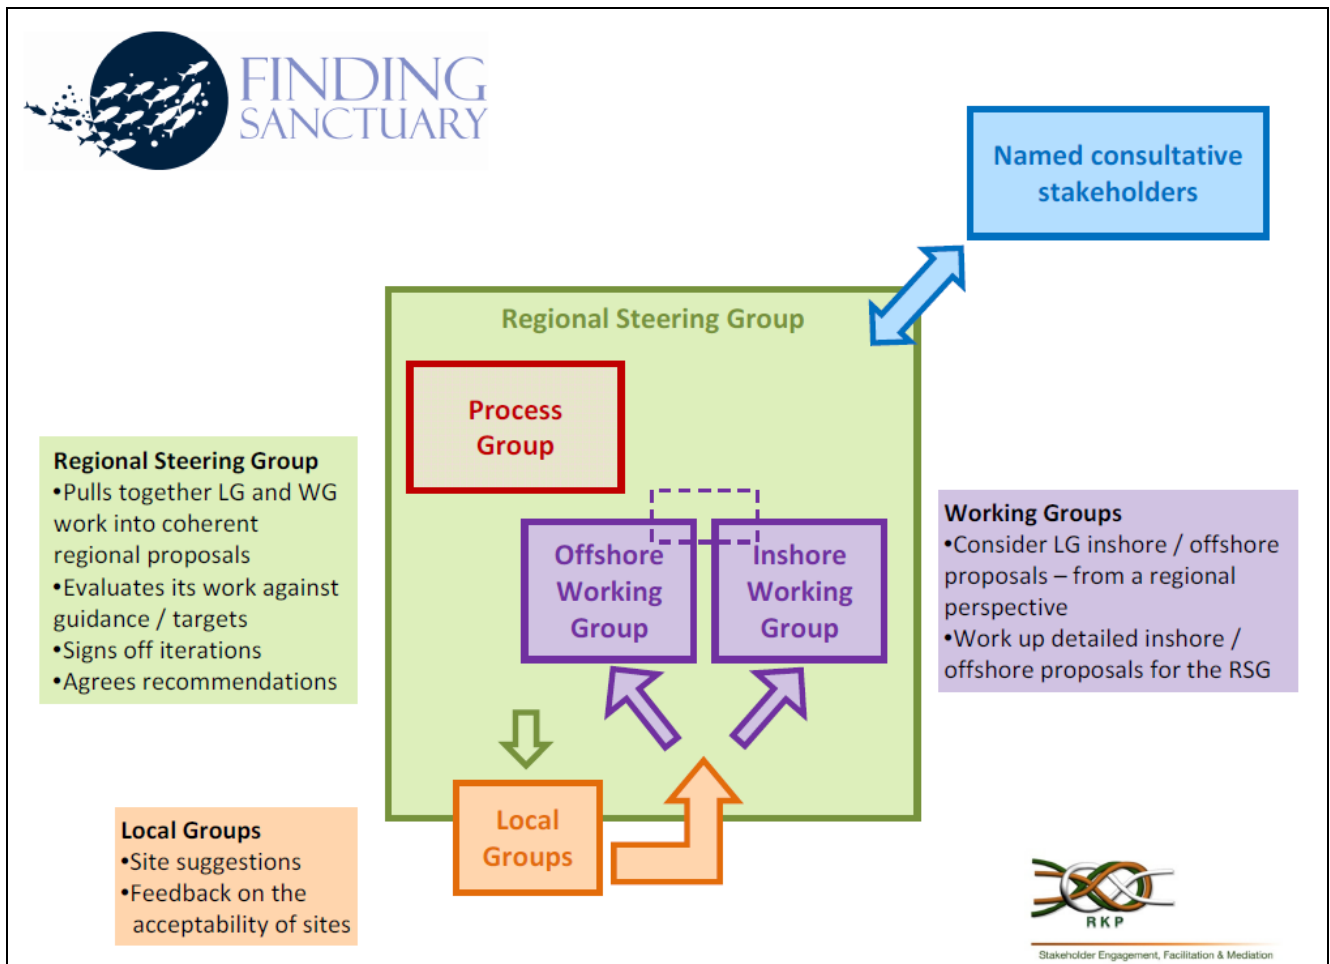 FINDING
SANCTUARY
Named consultative
stakeholders
Regional Steering Group
Process
Group
Regional Steering Group
•Pulls together LG and WG
work into coherent
regional proposals
•Evaluates its work against
guidance / targets
•Signs off iterations
•Agrees recommendations
Offshore
Working
Group
Inshore
Working
Group
Working Groups
•Consider LG inshore / offshore
proposals – from a regional
perspective
•Work up detailed inshore /
offshore proposals for the RSG
Local
Groups
Local Groups
•Site suggestions
•Feedback on the
acceptability of sites
RKP
Stakeholder Engagement, Facilitation & Mediation